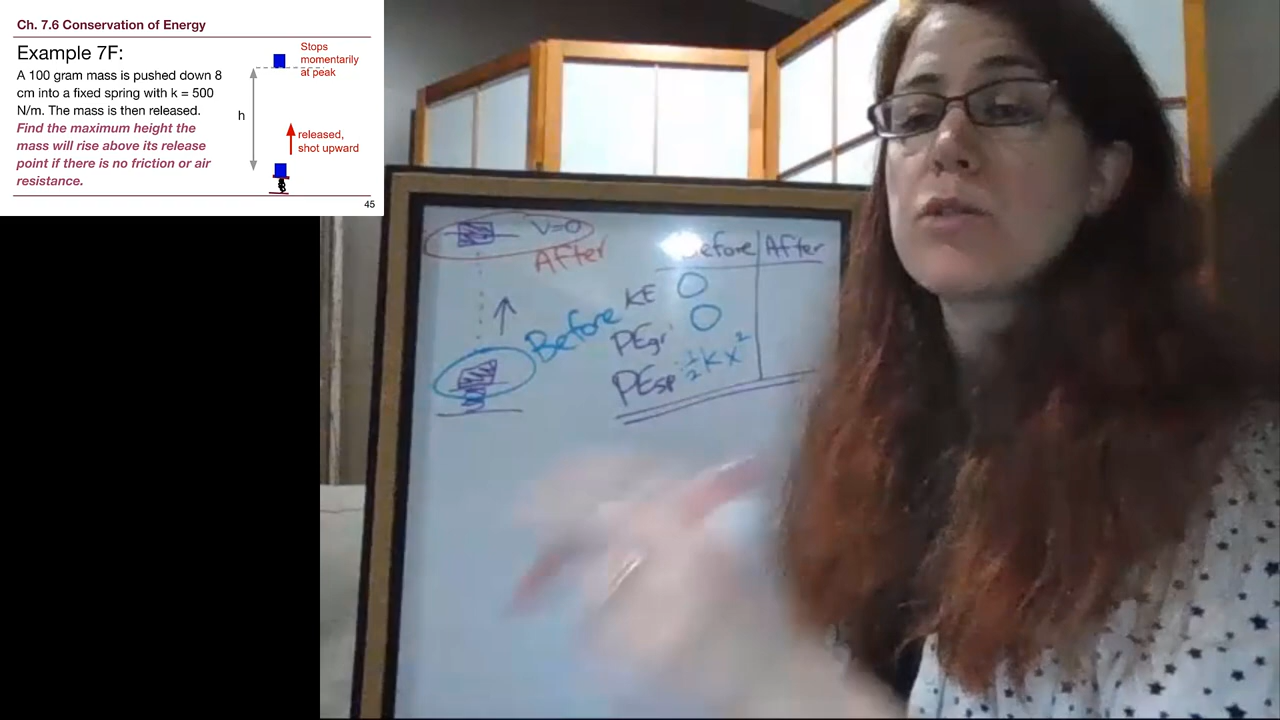 Ch. 7.6 Conservation of Energy
Example 7F:
A 100 gram mass is pushed down 8
cm into a fixed spring with k = 500
N/m. The mass is then released.
Find the maximum height the
mass will rise above its release
point if there is no friction or air
resistance.
Stops
momentarily
at peak
h
released,
shot upward
45
V=0
After
Before
Before After
KE 0
PEgr 0
PEsp 1/2 k x²